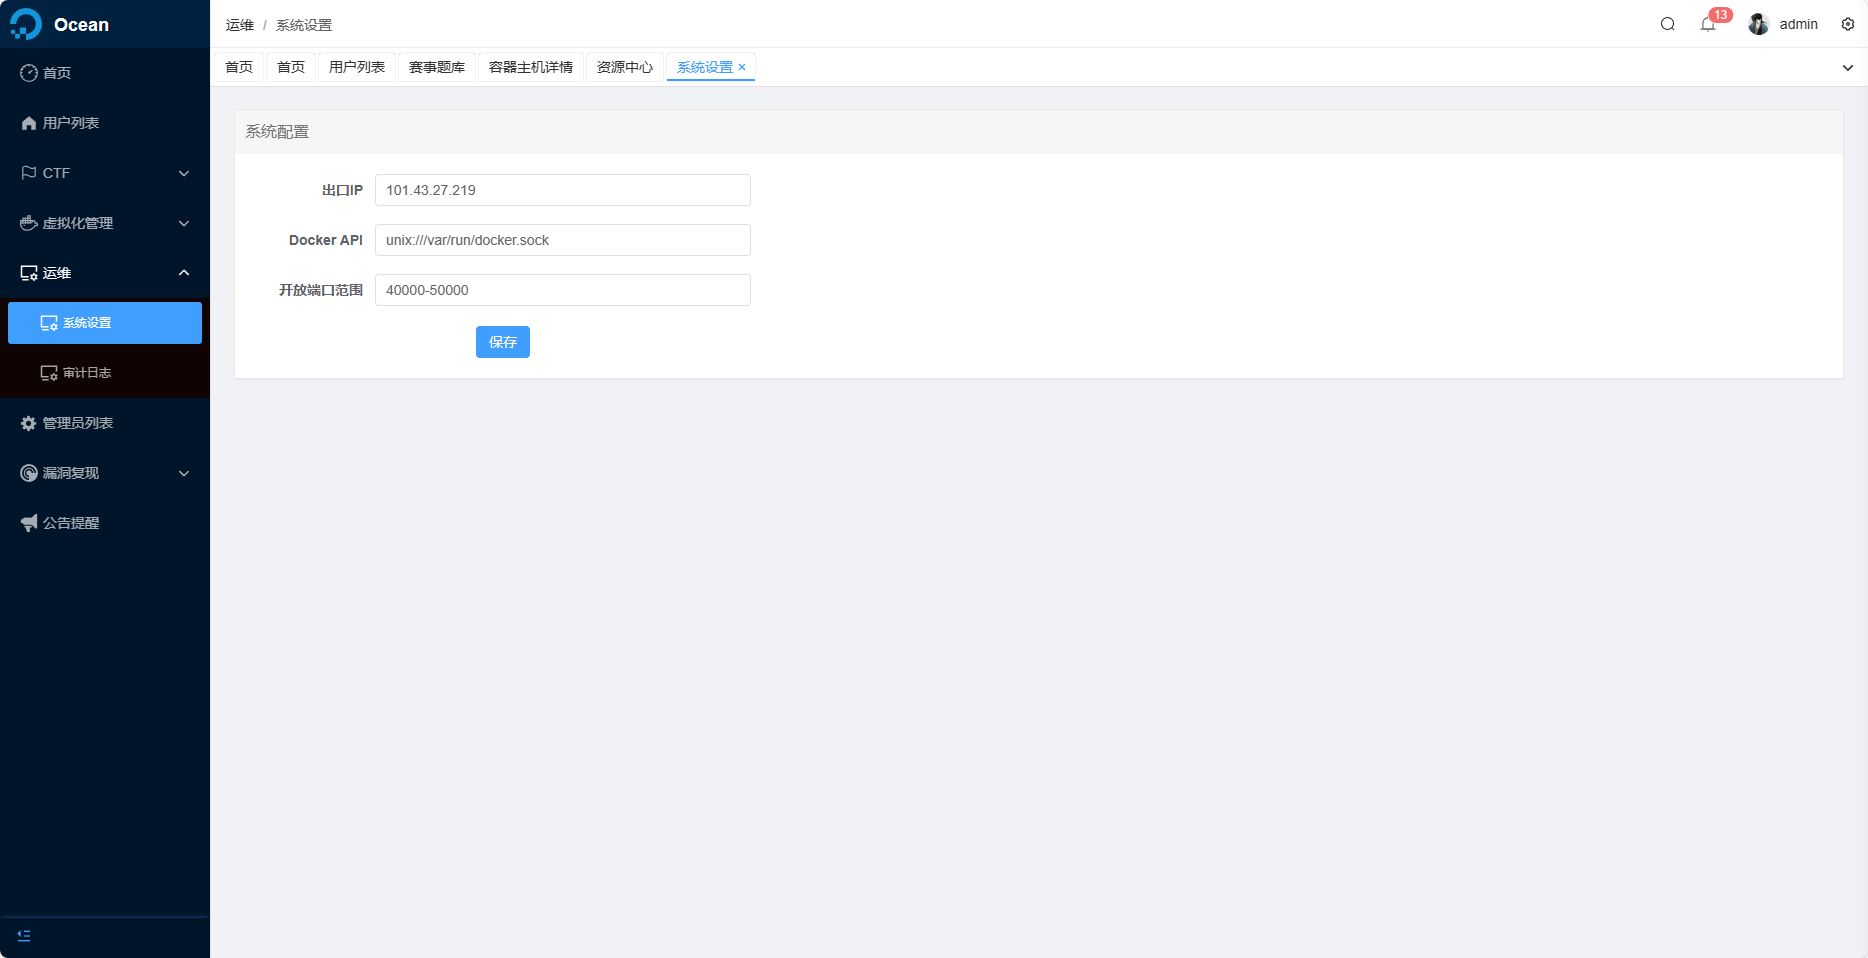 Ocean
首页
用户列表
CTF
虚拟化管理
运维
系统设置
审计日志
管理员列表
漏洞复现
公告提醒
运维 / 系统设置
13
admin
首页 首页 用户列表 赛事题库 容器主机详情 资源中心 系统设置 ×
系统配置
出口IP 101.43.27.219
Docker API unix:///var/run/docker.sock
开放端口范围 40000-50000
保存